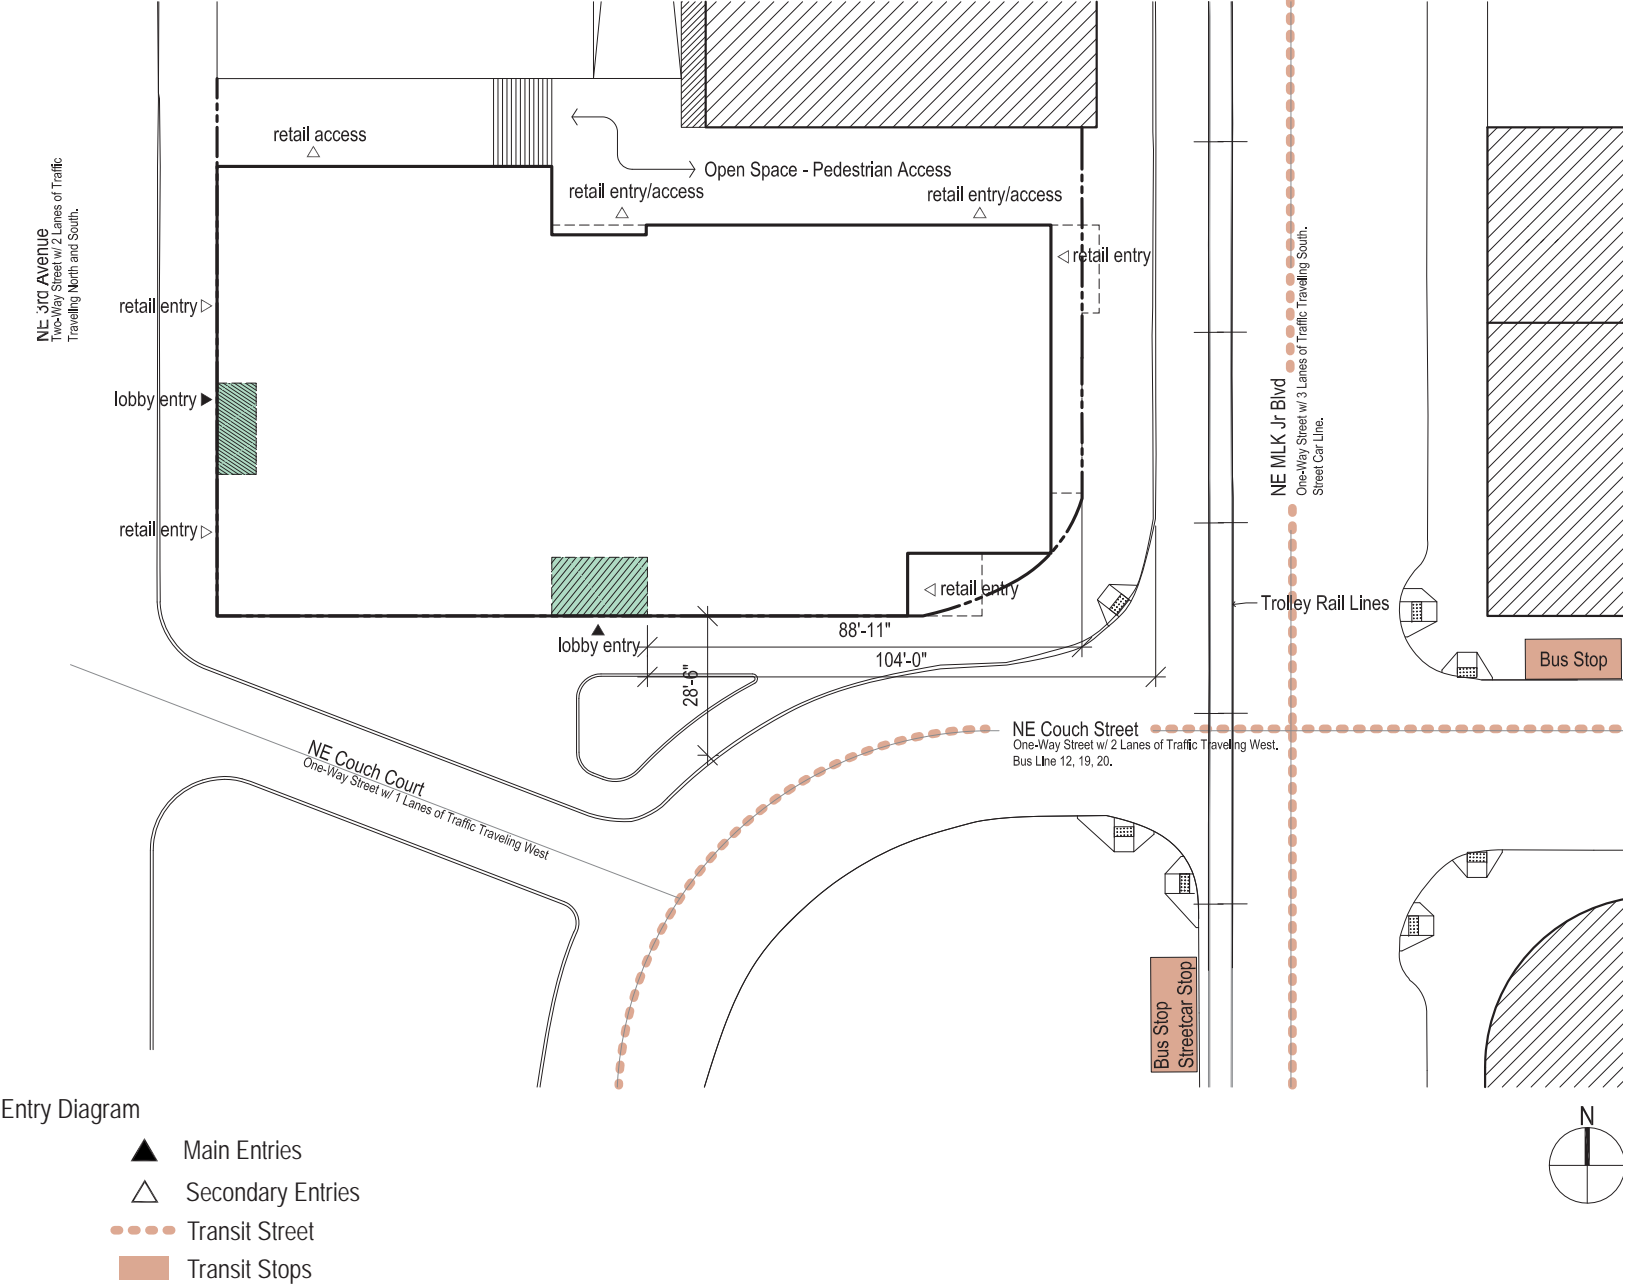 retail access
Open Space - Pedestrian Access
retail entry/access
retail entry/access
retail entry
NE 3rd Avenue
Two-Way Street w/ 2 Lanes of Traffic
Traveling North and South.
retail entry
lobby entry
retail entry
retail entry
lobby entry
88'-11"
104'-0"
28'-6"
NE MLK Jr Blvd
One-Way Street w/ 3 Lanes of Traffic Traveling South.
Street Car Line.
Trolley Rail Lines
Bus Stop
NE Couch Street
One-Way Street w/ 2 Lanes of Traffic Traveling West.
Bus Line 12, 19, 20.
NE Couch Court
One-Way Street w/ 1 Lanes of Traffic Traveling West
Bus Stop
Streetcar Stop
Entry Diagram
Main Entries
Secondary Entries
Transit Street
Transit Stops
N